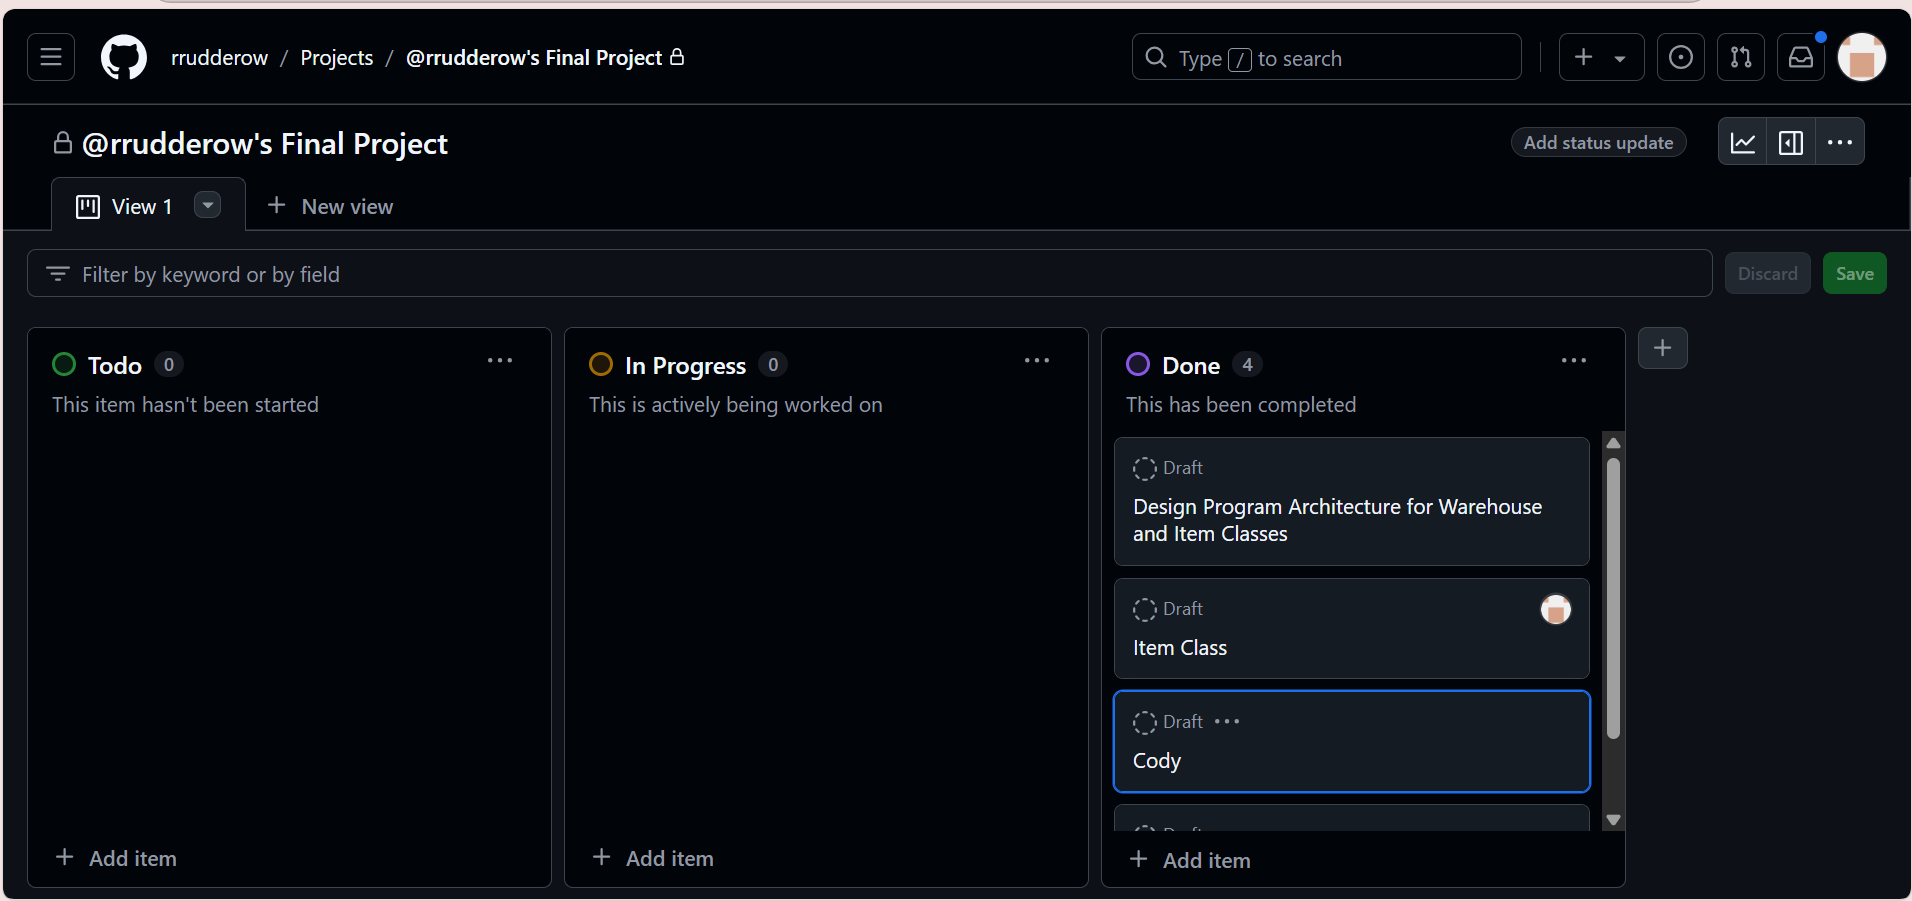 rrudderow / Projects / @rrudderow's Final Project
Type / to search
@rrudderow's Final Project
Add status update
View 1
New view
Filter by keyword or by field
Discard
Save
Todo 0
This item hasn't been started
Add item
In Progress 0
This is actively being worked on
Add item
Done 4
This has been completed
Draft
Design Program Architecture for Warehouse
and Item Classes
Draft
Item Class
Draft
Cody
Add item